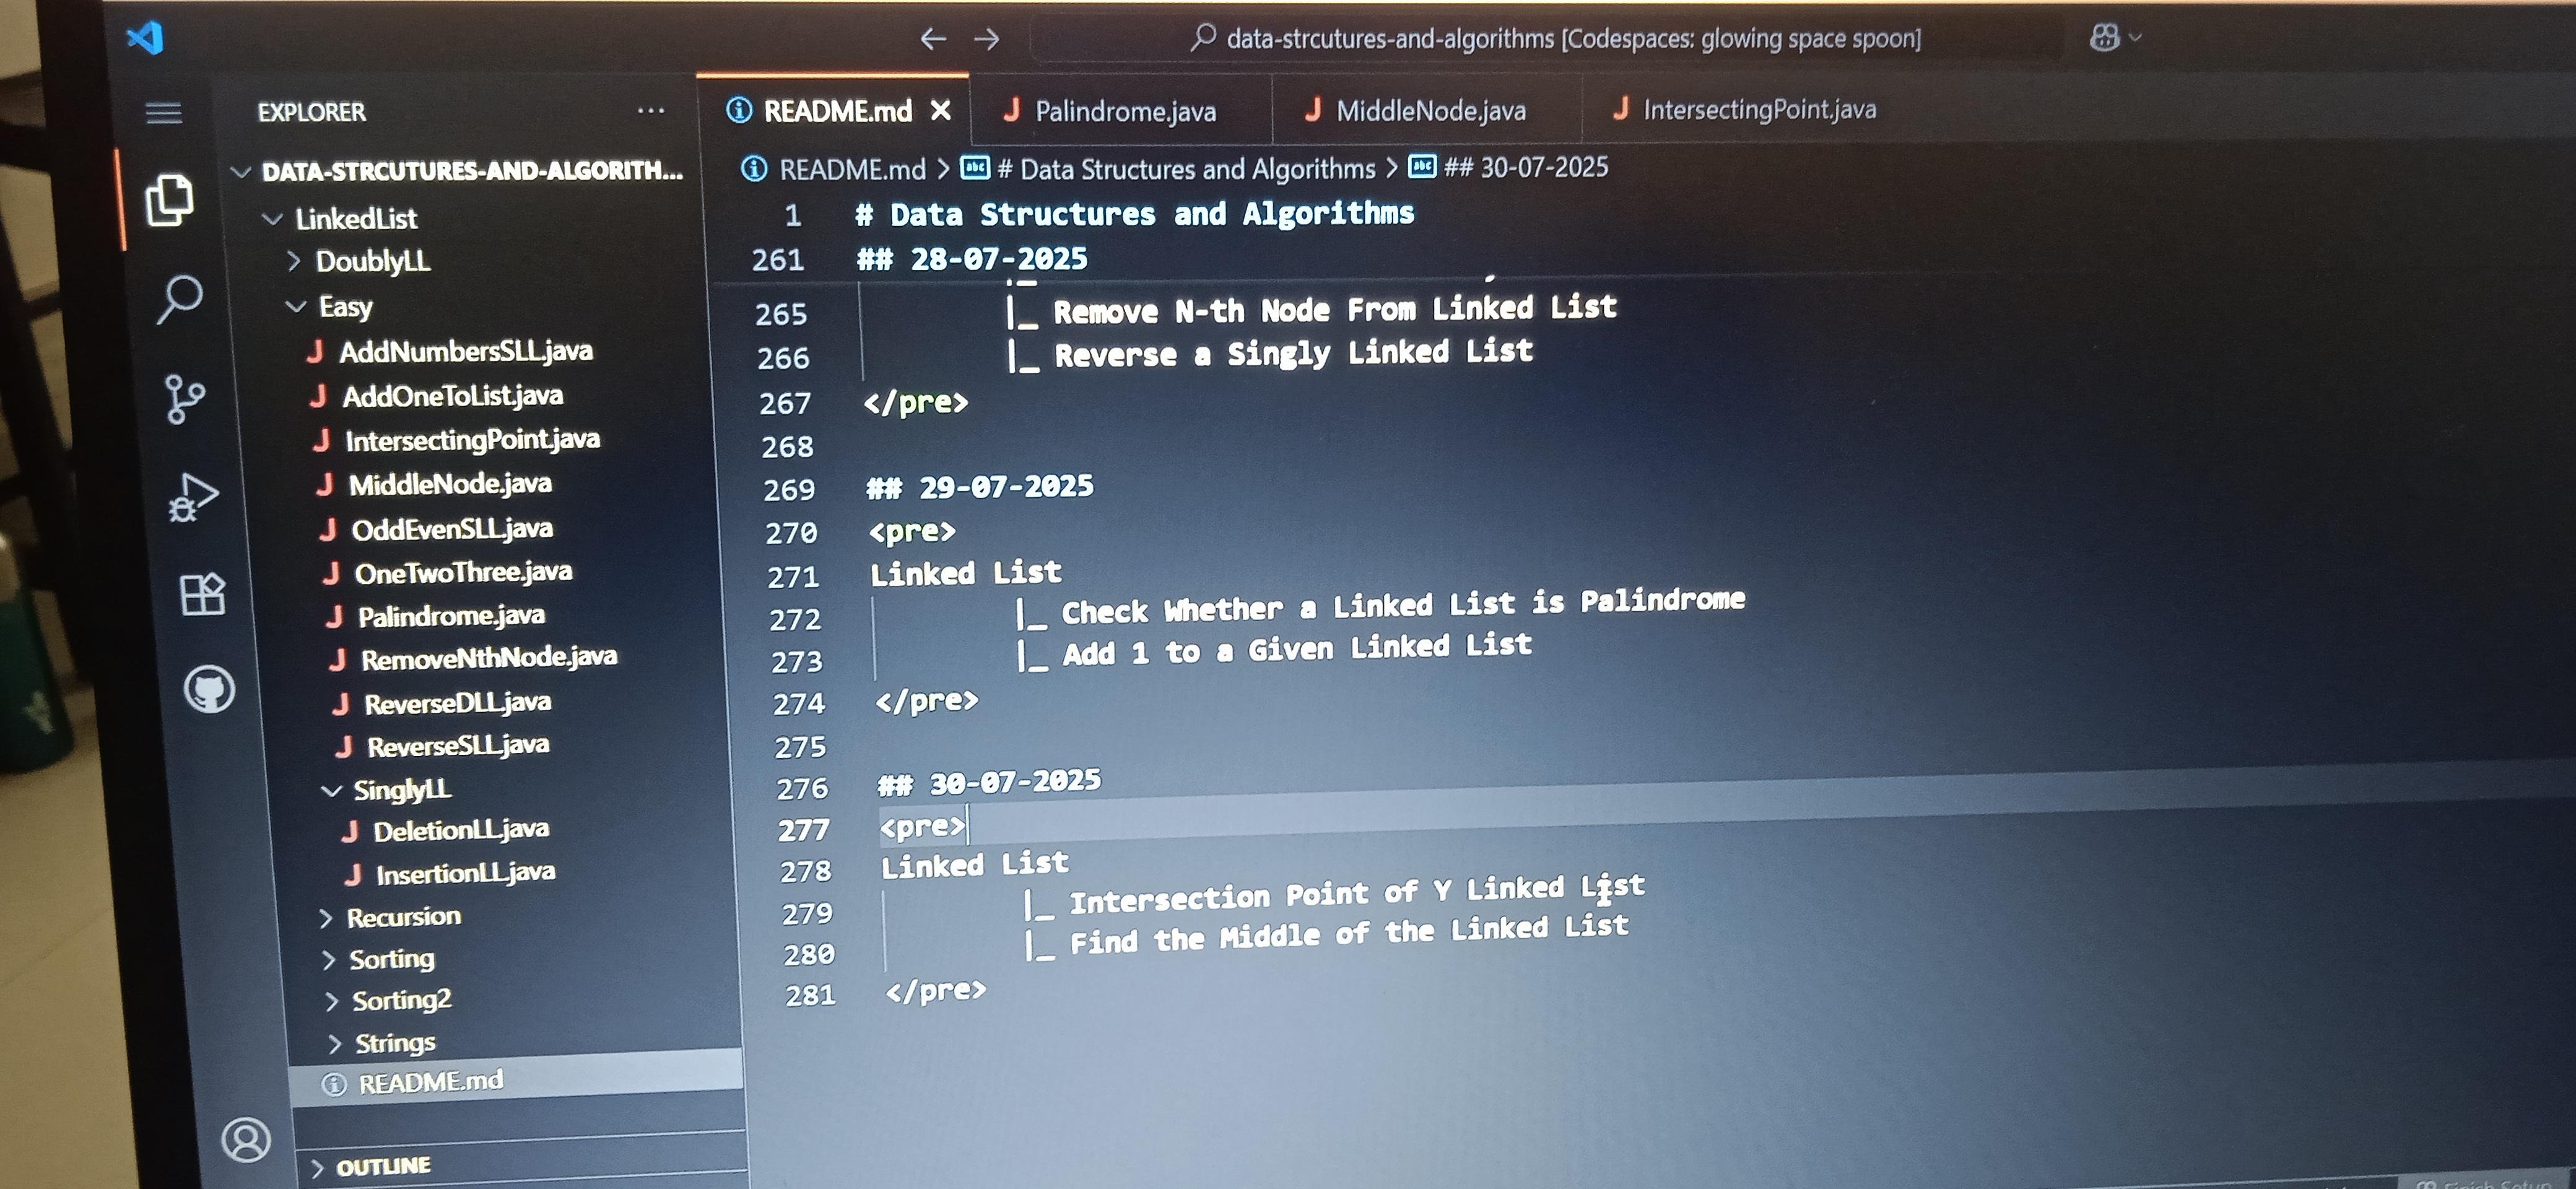 data-strcutures-and-algorithms [Codespaces: glowing space spoon]
EXPLORER
DATA-STRCUTURES-AND-ALGORITH...
LinkedList
DoublyLL
Easy
AddNumbersSLL.java
AddOneToList.java
IntersectingPoint.java
MiddleNode.java
OddEvenSLL.java
OneTwoThree.java
Palindrome.java
RemoveNthNode.java
ReverseDLL.java
ReverseSLL.java
SinglyLL
DeletionLL.java
InsertionLL.java
Recursion
Sorting
Sorting2
Strings
README.md
OUTLINE
README.md Palindrome.java MiddleNode.java IntersectingPoint.java
README.md > # Data Structures and Algorithms > ## 30-07-2025
1 # Data Structures and Algorithms
261 ## 28-07-2025
265 |_ Remove N-th Node From Linked List
266 |_ Reverse a Singly Linked List
267 </pre>
268
269 ## 29-07-2025
270 <pre>
271 Linked List
272 |_ Check Whether a Linked List is Palindrome
273 |_ Add 1 to a Given Linked List
274 </pre>
275
276 ## 30-07-2025
277 <pre>
278 Linked List
279 |_ Intersection Point of Y Linked List
280 |_ Find the Middle of the Linked List
281 </pre>